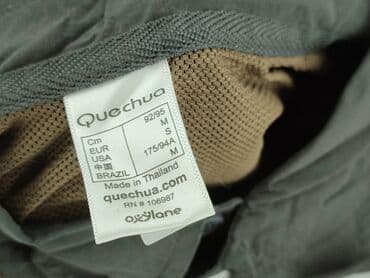 Quechua
Cm 92/95
EUR M
USA S
中国 175/94A
BRAZIL M
Made in Thailand
quechua.com
RN # 106987
oxylane